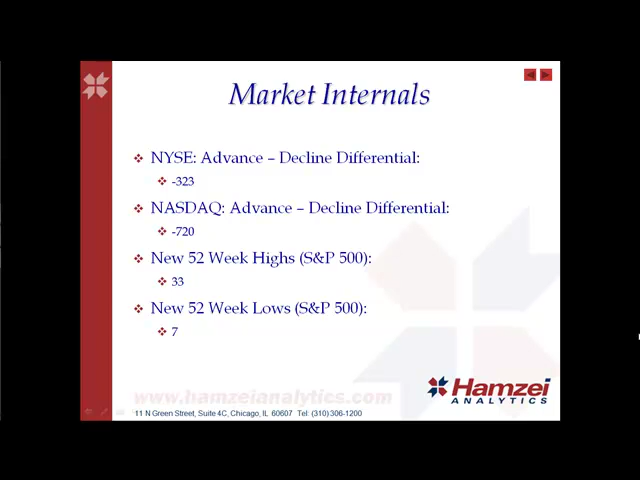 Market Internals
NYSE: Advance – Decline Differential:
-323
NASDAQ: Advance – Decline Differential:
-720
New 52 Week Highs (S&P 500):
33
New 52 Week Lows (S&P 500):
7
www.hamzeianalytics.com
Hamzei
ANALYTICS
11 N Green Street, Suite 4C, Chicago, IL 60607 Tel: (310) 306-1200